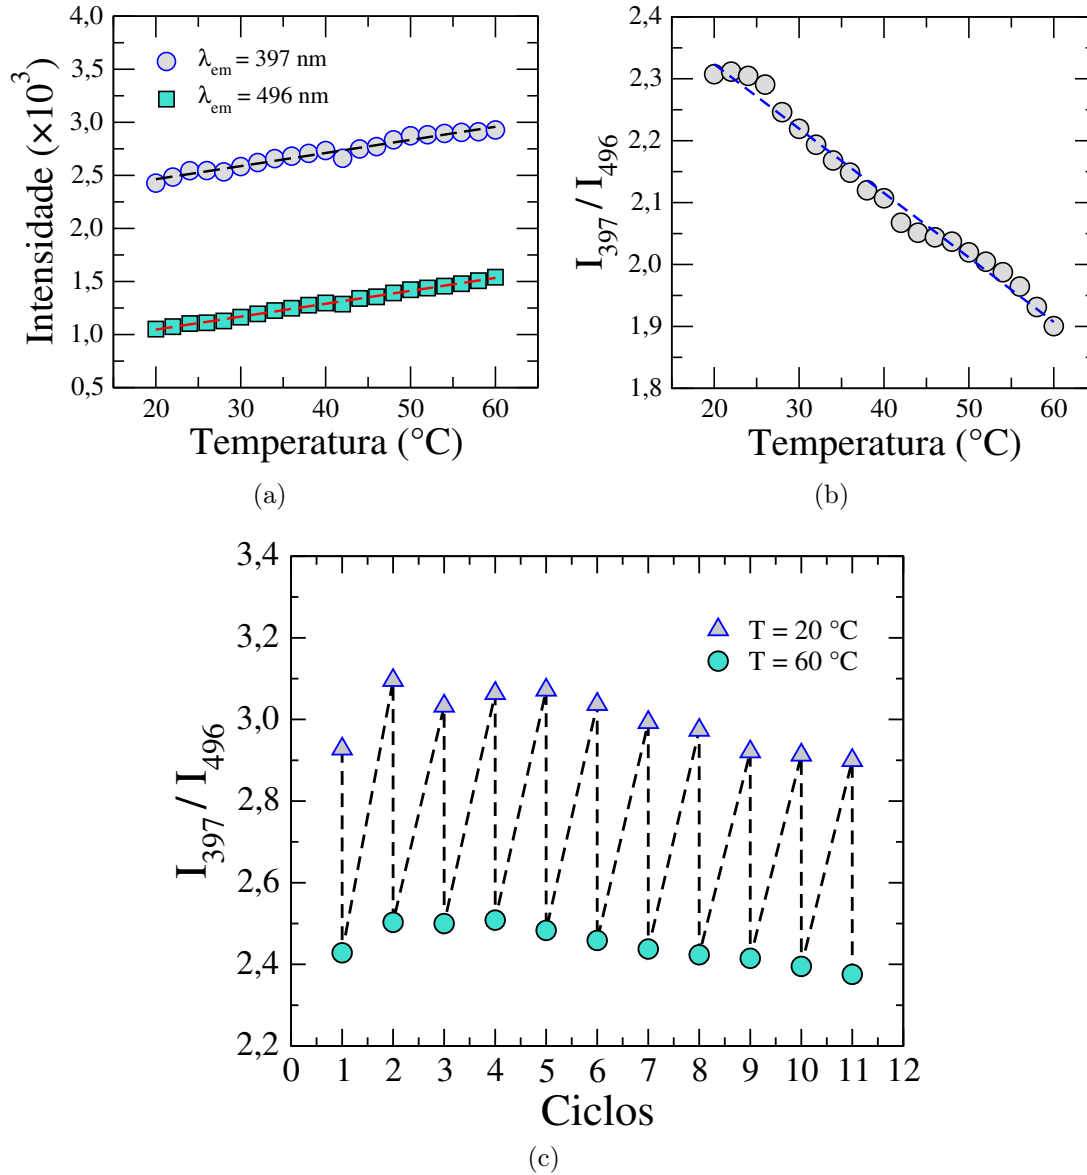 4,0
3,5
3,0
2,5
2,0
1,5
1,0
0,5
Intensidade (×10³)
λem = 397 nm
λem = 496 nm
20 30 40 50 60
Temperatura (°C)
(a)
2,4
2,3
2,2
2,1
2,0
1,9
1,8
I397 / I496
20 30 40 50 60
Temperatura (°C)
(b)
3,4
3,2
3,0
2,8
2,6
2,4
2,2
I397 / I496
T = 20 °C
T = 60 °C
0 1 2 3 4 5 6 7 8 9 10 11 12
Ciclos
(c)